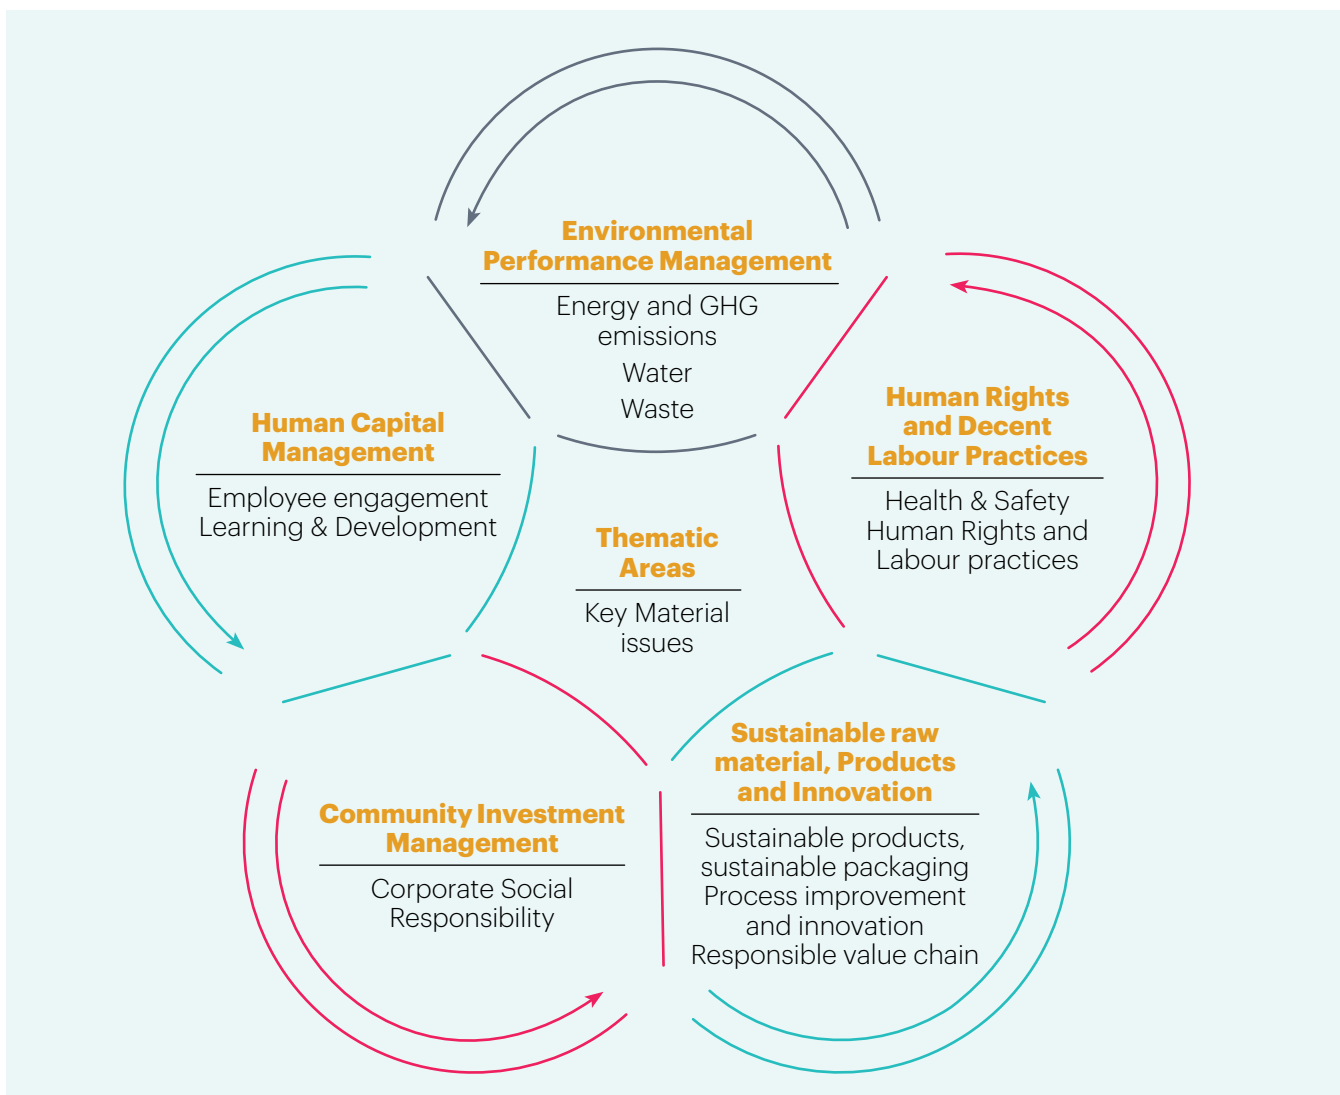 Environmental
Performance Management
Energy and GHG
emissions
Water
Waste
Human Rights
and Decent
Labour Practices
Health & Safety
Human Rights and
Labour practices
Human Capital
Management
Employee engagement
Learning & Development
Thematic
Areas
Key Material
issues
Sustainable raw
material, Products
and Innovation
Sustainable products,
sustainable packaging
Process improvement
and innovation
Responsible value chain
Community Investment
Management
Corporate Social
Responsibility